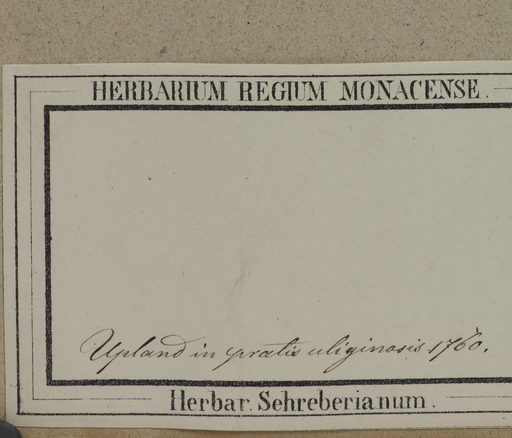 HERBARIUM REGIUM MONACENSE.
Upland in pratis uliginosis 1760.
Herbar. Schreberianum.